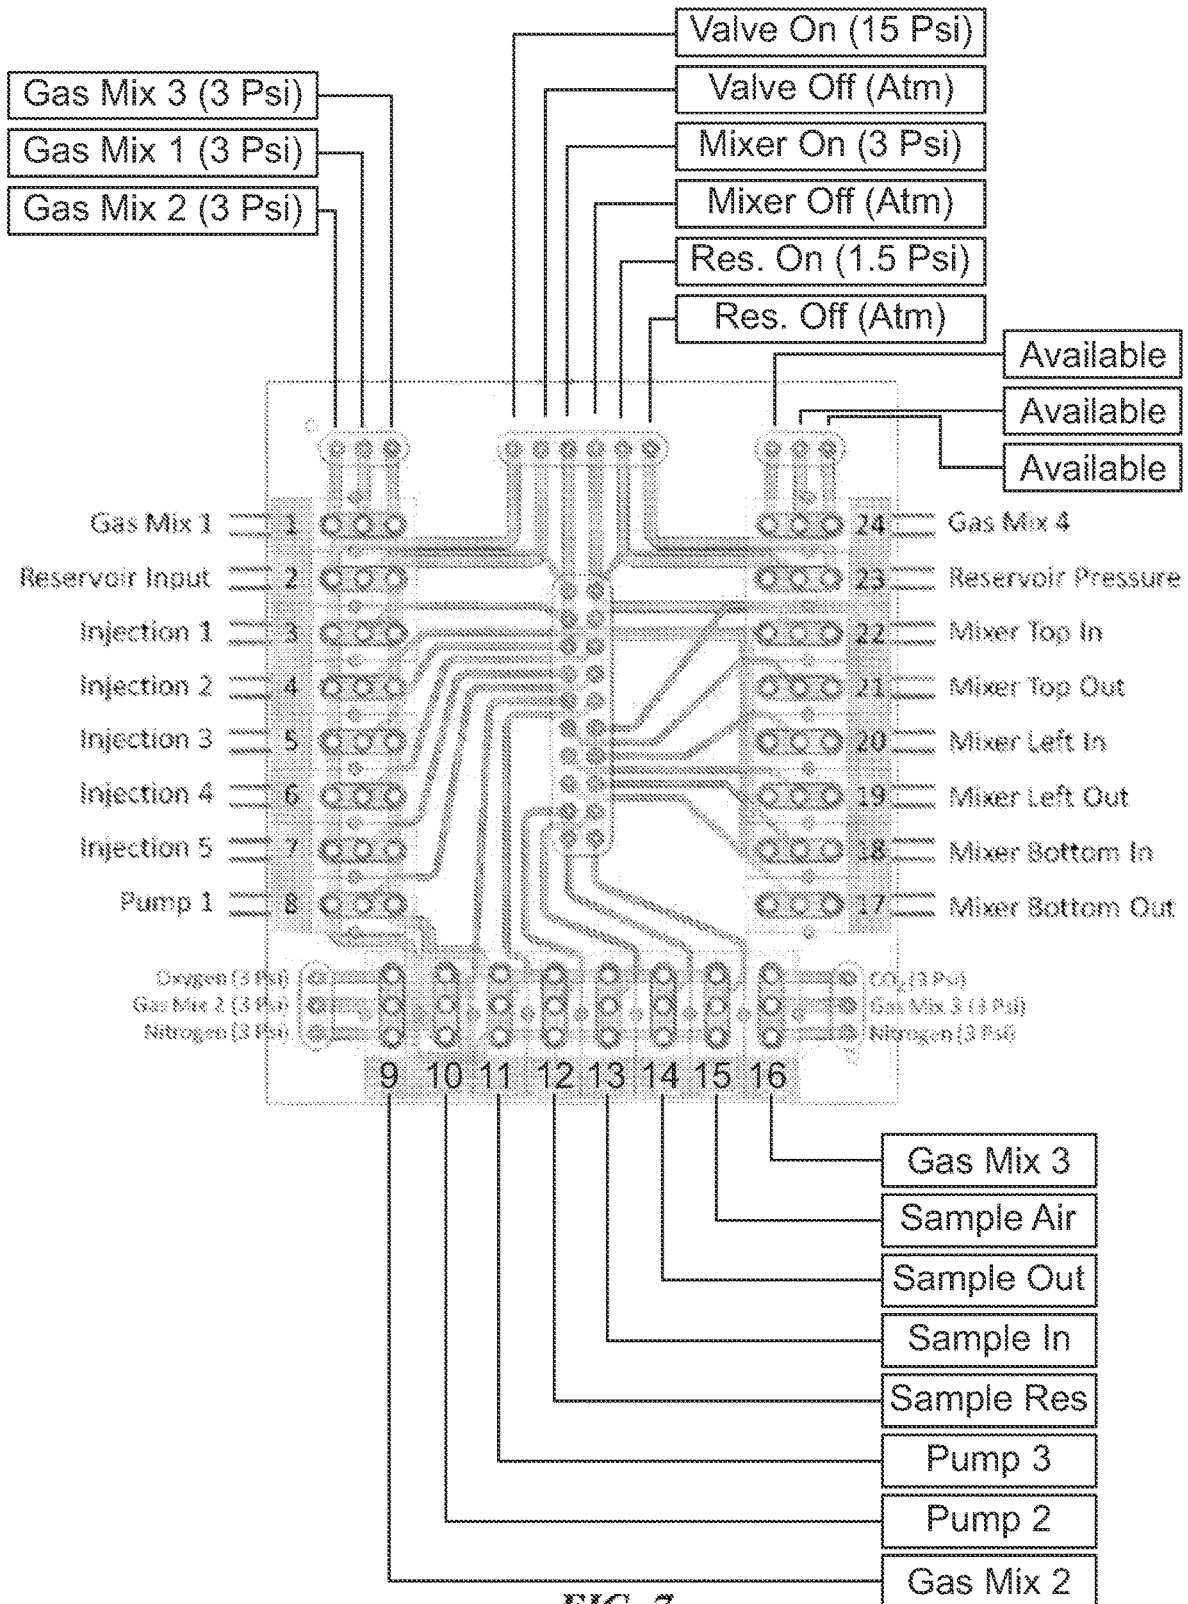 Valve On (15 Psi)
Valve Off (Atm)
Mixer On (3 Psi)
Mixer Off (Atm)
Res. On (1.5 Psi)
Res. Off (Atm)
Gas Mix 3 (3 Psi)
Gas Mix 1 (3 Psi)
Gas Mix 2 (3 Psi)
Available
Available
Available
Gas Mix 1 1
Reservoir Input 2
Injection 1 3
Injection 2 4
Injection 3 5
Injection 4 6
Injection 5 7
Pump 1 8
24 Gas Mix 4
23 Reservoir Pressure
22 Mixer Top In
21 Mixer Top Out
20 Mixer Left In
19 Mixer Left Out
18 Mixer Bottom In
17 Mixer Bottom Out
Oxygen (3 Psi)
Gas Mix 2 (3 Psi)
Nitrogen (3 Psi)
CO2 (3 Psi)
Gas Mix 3 (3 Psi)
Nitrogen (3 Psi)
9 10 11 12 13 14 15 16
Gas Mix 3
Sample Air
Sample Out
Sample In
Sample Res
Pump 3
Pump 2
Gas Mix 2
FIG. 7